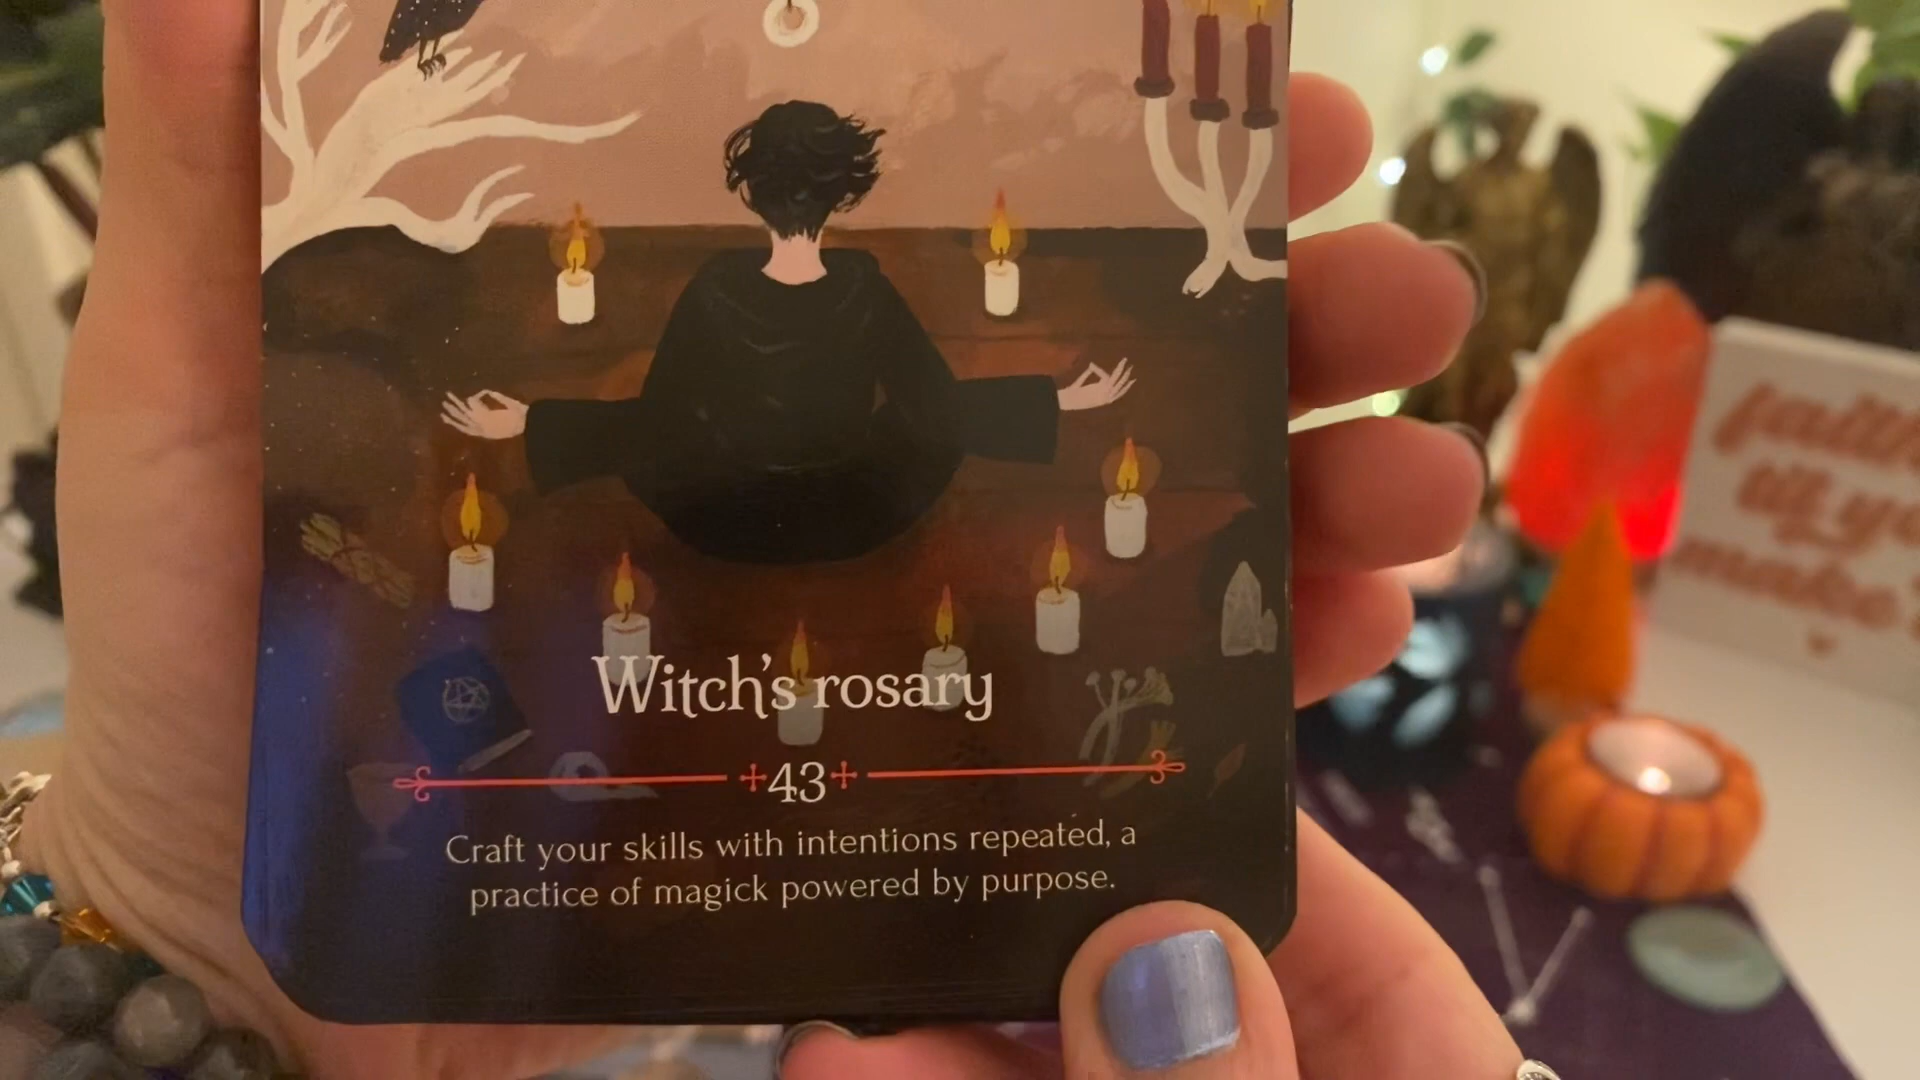 Witch's rosary
43
Craft your skills with intentions repeated, a
practice of magick powered by purpose.